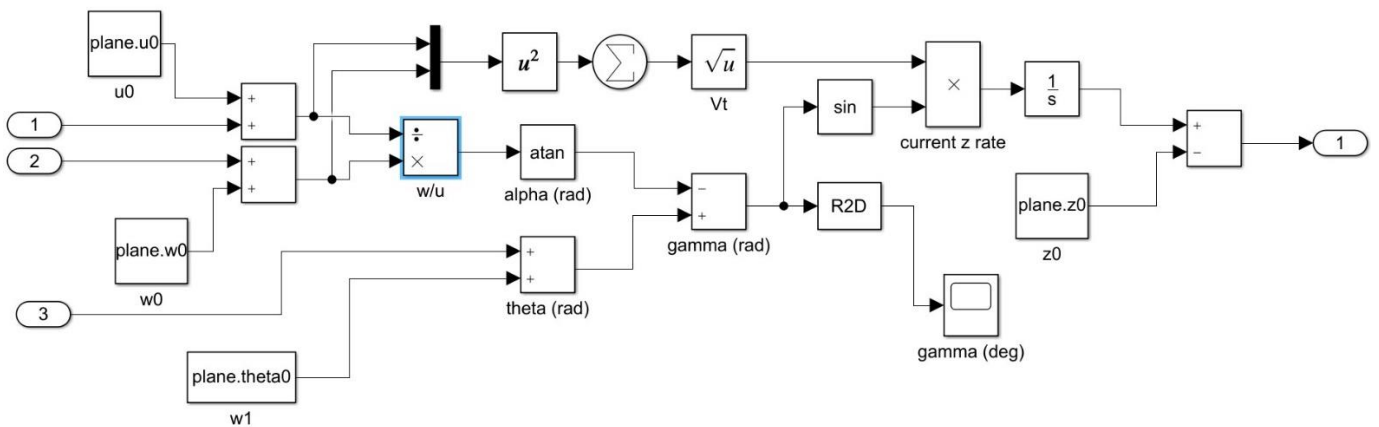 plane.u0
u0
+
+
1
2
+
+
plane.w0
w0
3
plane.theta0
w1
÷
×
w/u
u²
∑
√u
Vt
atan
alpha (rad)
+
+
theta (rad)
−
+
gamma (rad)
sin
R2D
×
current z rate
1
s
gamma (deg)
plane.z0
z0
+
−
1